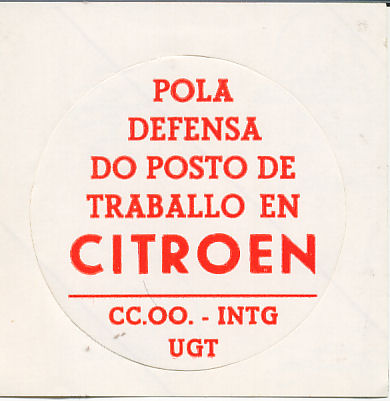 POLA
DEFENSA
DO POSTO DE
TRABALLO EN
CITROEN
CC.OO. - INTG
UGT